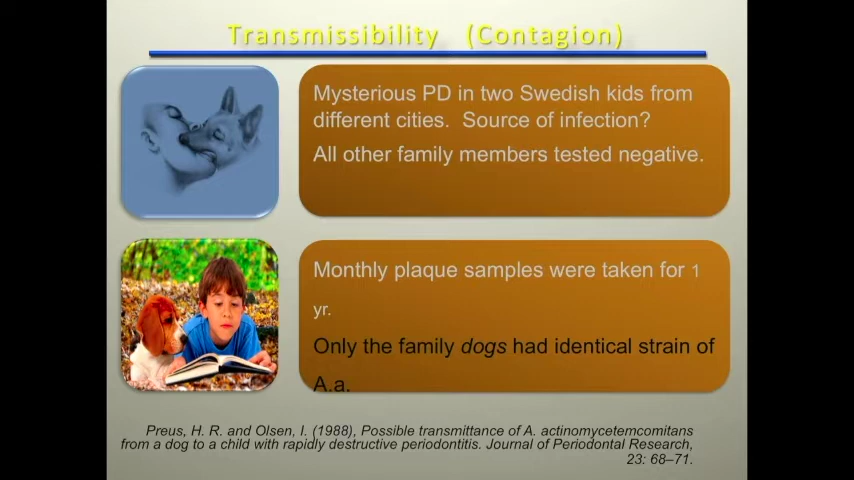 Transmissibility (Contagion)
Mysterious PD in two Swedish kids from
different cities. Source of infection?
All other family members tested negative.
Monthly plaque samples were taken for 1
yr.
Only the family dogs had identical strain of
A.a.
Preus, H. R. and Olsen, I. (1988), Possible transmittance of A. actinomycetemcomitans
from a dog to a child with rapidly destructive periodontitis. Journal of Periodontal Research,
23: 68–71.